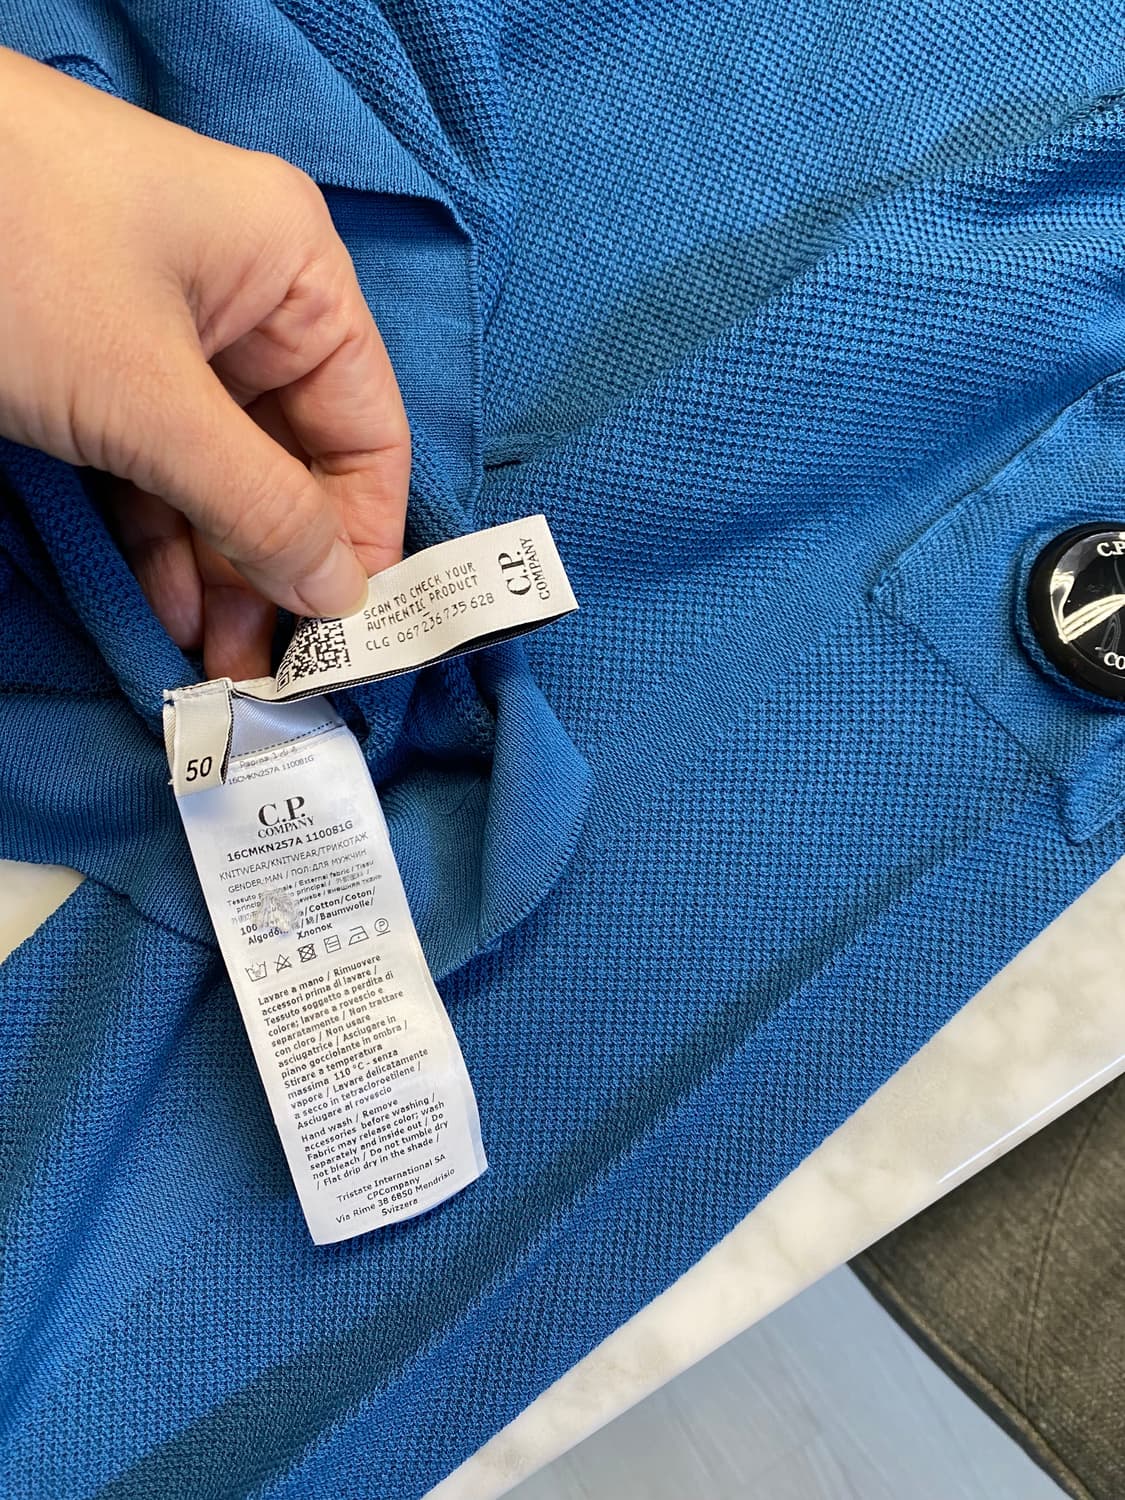 SCAN TO CHECK YOUR
AUTHENTIC PRODUCT
CLG 067236735628
C.P.
COMPANY
50
16CMKN257A 110081G
C.P.
COMPANY
16CMKN257A 110081G
KNITWEAR/KNITWEAR/ТРИКОТАЖ
GENDER:MAN / ПОЛ:ДЛЯ МУЖЧИН
/ External fabric /
100 /Cotton/Coton/
/Baumwolle/
Хлопок
Lavare a mano / Rimuovere
accessori prima di lavare /
Tessuto soggetto a perdita di
colore; lavare a rovescio e
separatamente / Non trattare
con cloro / Non usare
asciugatrice / Asciugare in
piano gocciolante in ombra /
Stirare a temperatura
massima 110 °C - senza
vapore / Lavare delicatamente
a secco in tetracloroetilene /
Asciugare al rovescio
Hand wash / Remove
accessories before washing /
Fabric may release color; wash
separately and inside out / Do
not bleach / Do not tumble dry
/ Flat drip dry in the shade /
Tristate International SA
CPCompany
Via Rime 38 6850 Mendrisio
Svizzera
C.P
CO